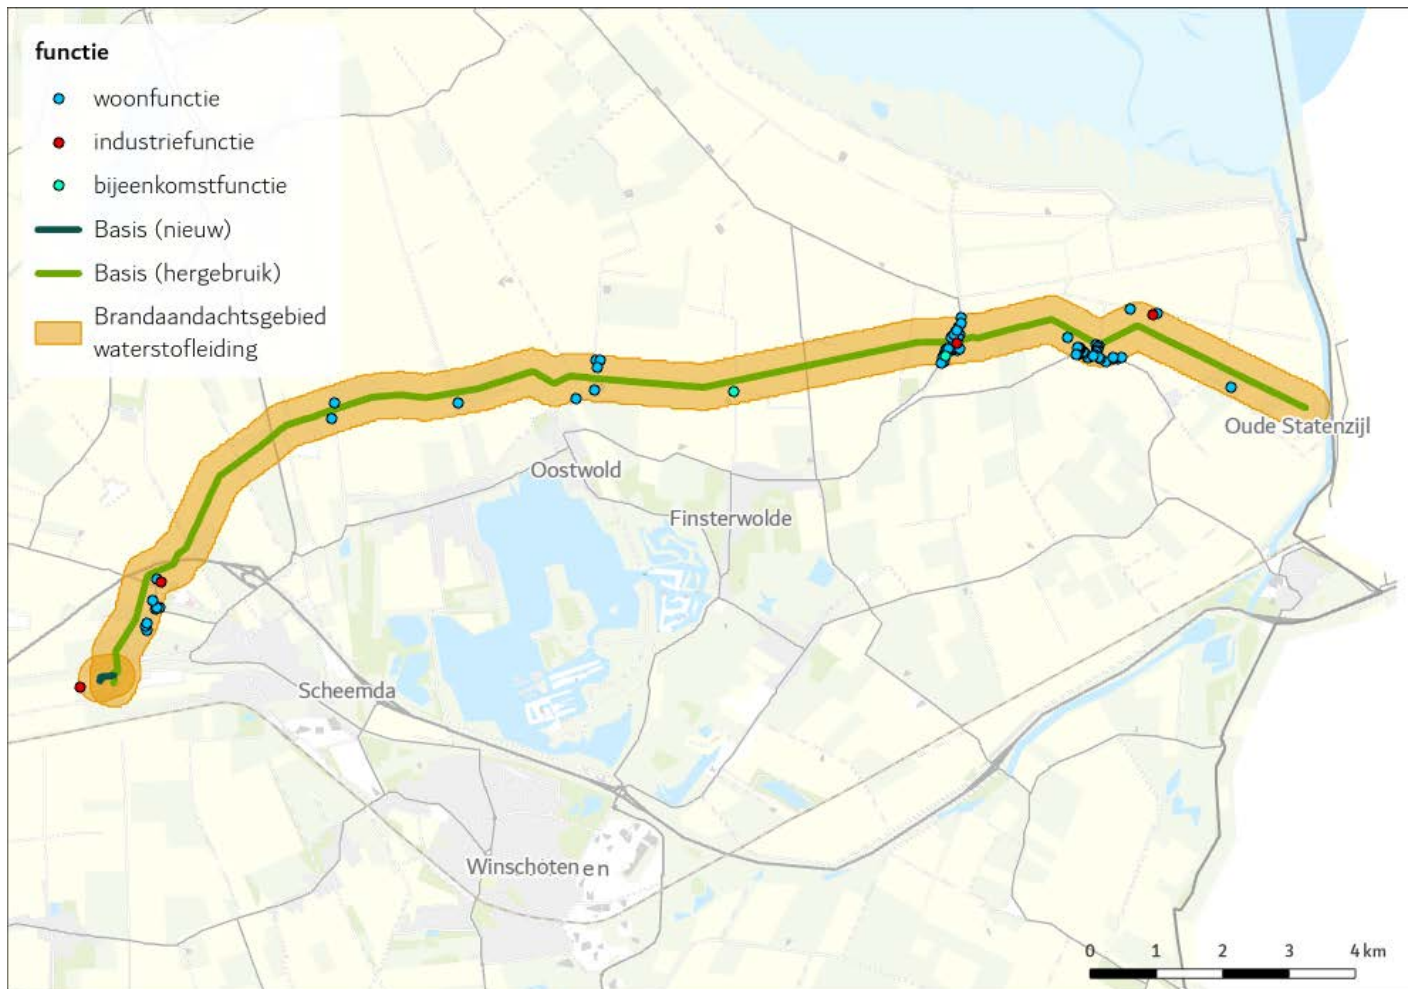 functie
woonfunctie
industriefunctie
bijeenkomstfunctie
Basis (nieuw)
Basis (hergebruik)
Brandaandachtsgebied
waterstofleiding
Oude Statenzijl
Oostwold
Finsterwolde
Scheemda
Winschoten en
0 1 2 3 4 km